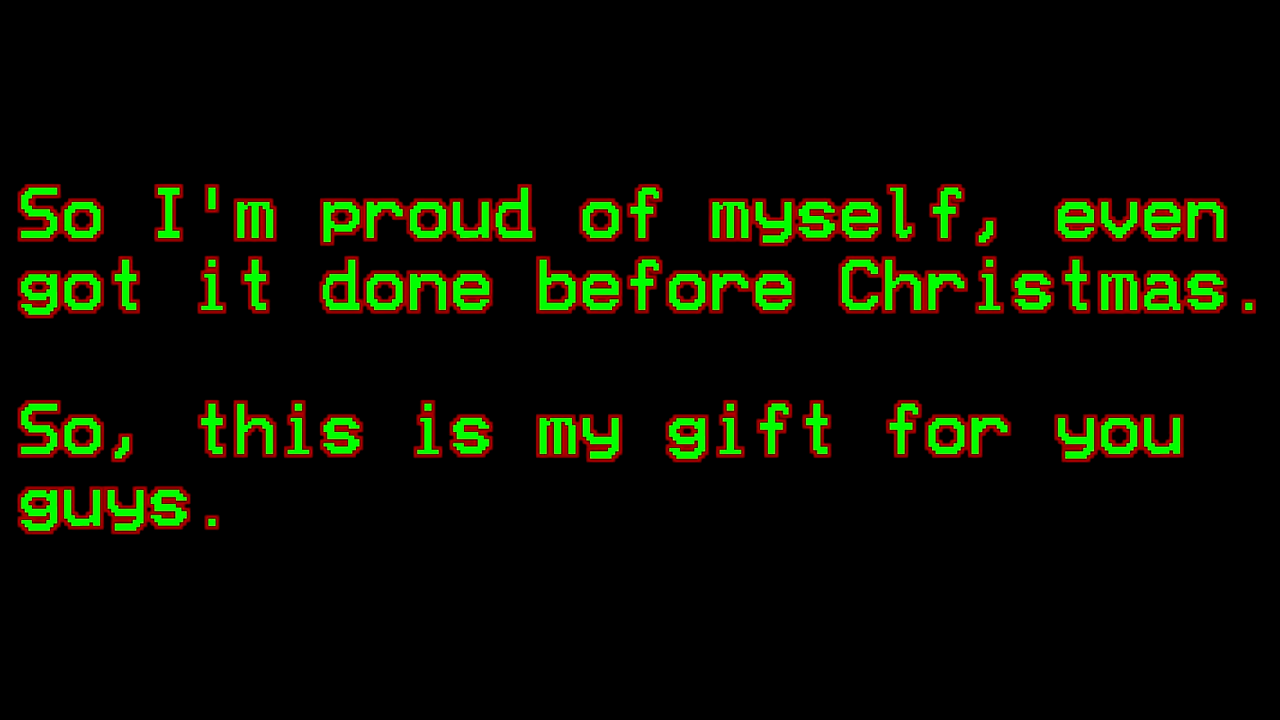 So I'm proud of myself, even
got it done before Christmas.
So, this is my gift for you
guys.